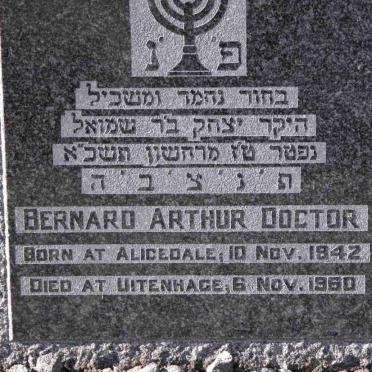 פ נ
בחור נחמד ומשכיל
היקר יצחק ב׳ר שמואל
נפטר ט׳ז מרחשון תשכ׳א
ת׳ נ׳ צ׳ ב׳ ה
BERNARD ARTHUR DOCTOR
BORN AT ALICEDALE, 10 NOV. 1942
DIED AT UITENHAGE, 6 NOV. 1960